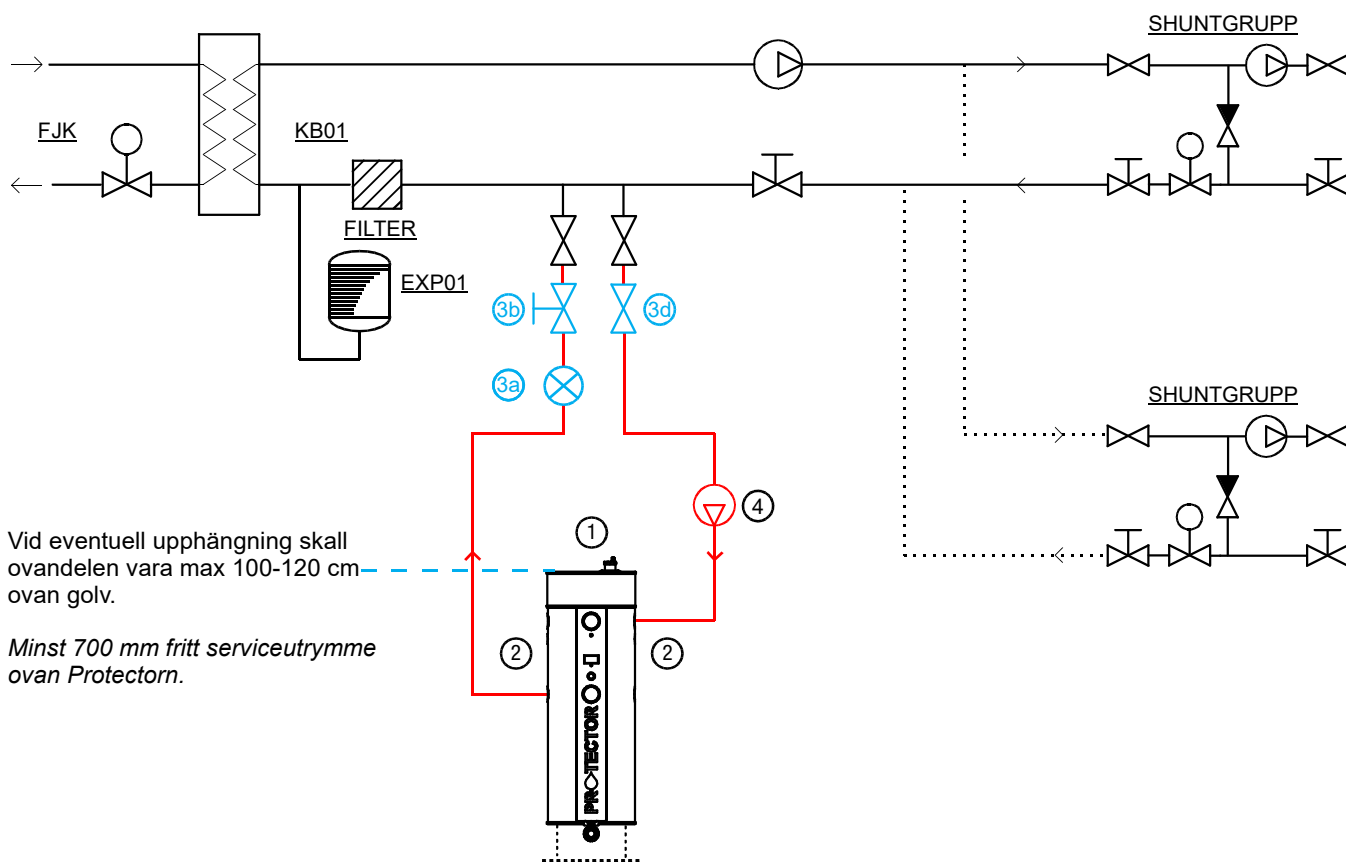 SHUNTGRUPP
FJK
KB01
FILTER
EXP01
3b
3d
3a
SHUNTGRUPP
4
1
Vid eventuell upphängning skall
ovandelen vara max 100-120 cm
ovan golv.
Minst 700 mm fritt serviceutrymme
ovan Protectorn.
2
2
PROTECTOR